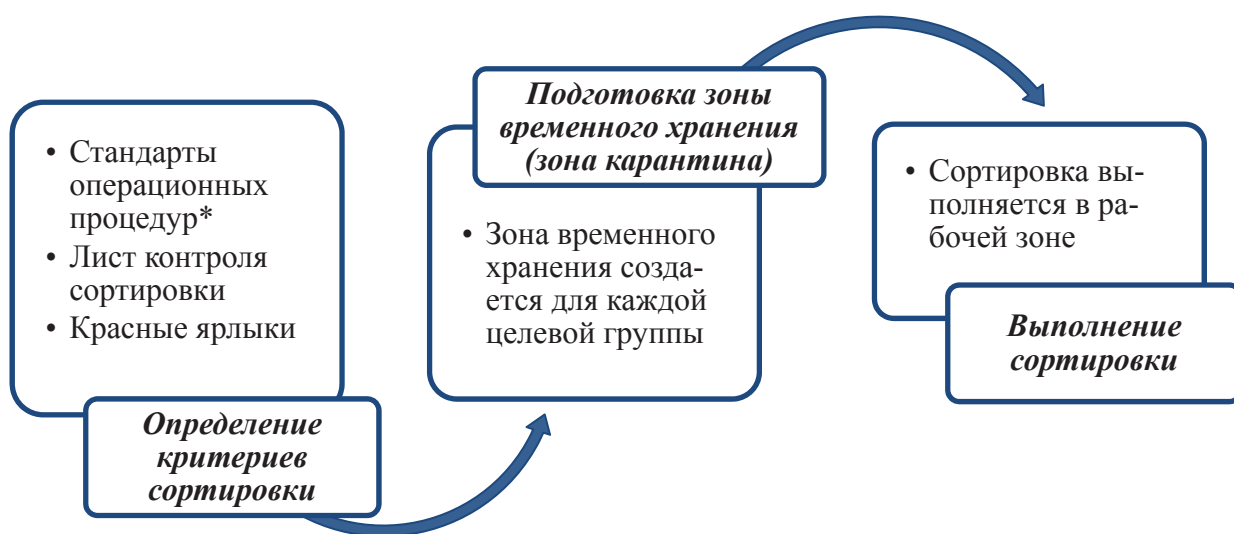 • Стандарты
операционных
процедур*
• Лист контроля
сортировки
• Красные ярлыки
Определение
критериев
сортировки
Подготовка зоны
временного хранения
(зона карантина)
• Зона временного
хранения созда-
ется для каждой
целевой группы
• Сортировка вы-
полняется в ра-
бочей зоне
Выполнение
сортировки